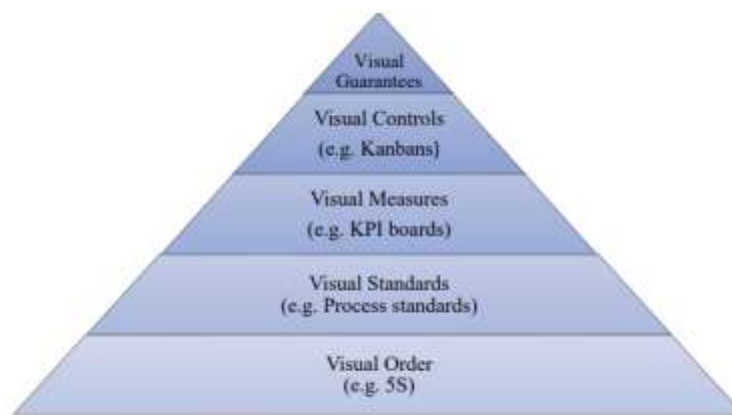 Visual
Guarantees
Visual Controls
(e.g. Kanbans}
Visual Measures
(e.g. KPI boards)
Visual Standards
(e.g. Process standards)
Visual Order
(e.g. 5S)